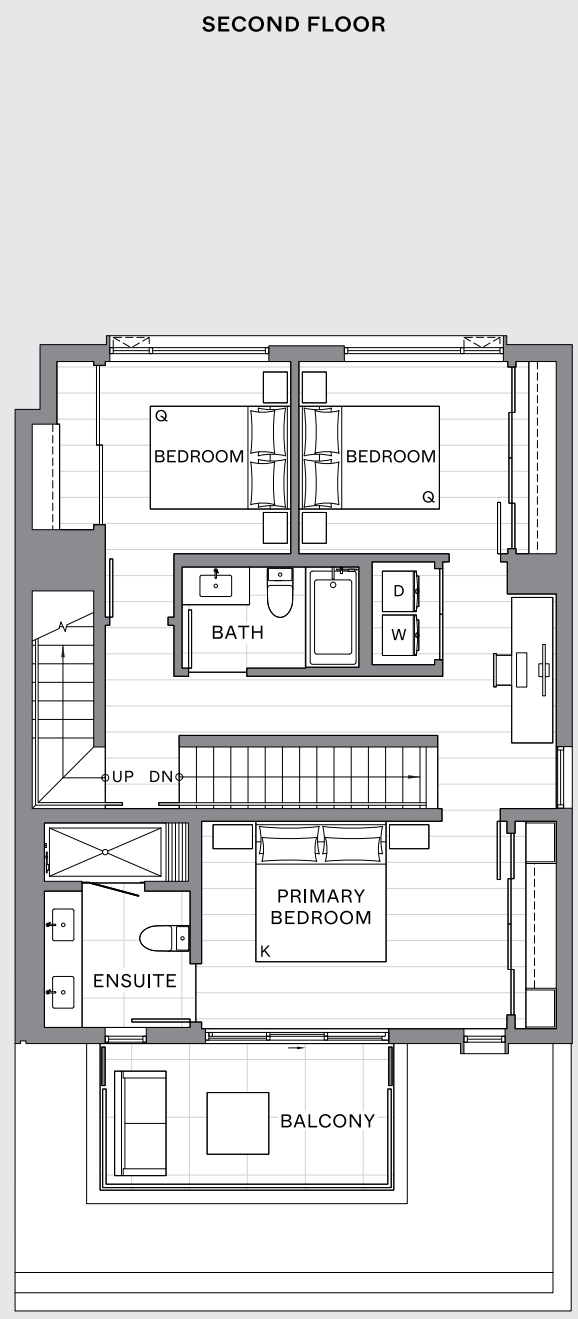 SECOND FLOOR
Q
BEDROOM
BEDROOM
Q
BATH
D
W
UP
DN
PRIMARY
BEDROOM
K
ENSUITE
BALCONY